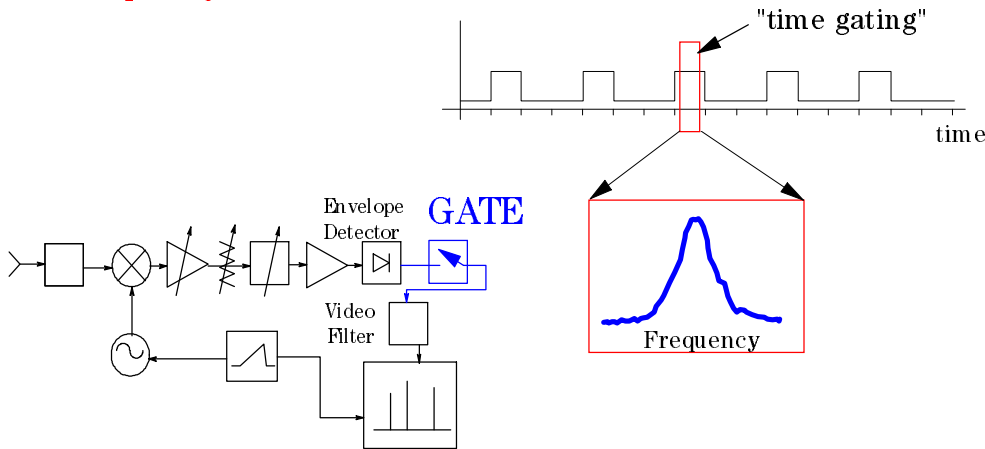 "time gating"
time
Envelope
Detector
GATE
Video
Filter
Frequency